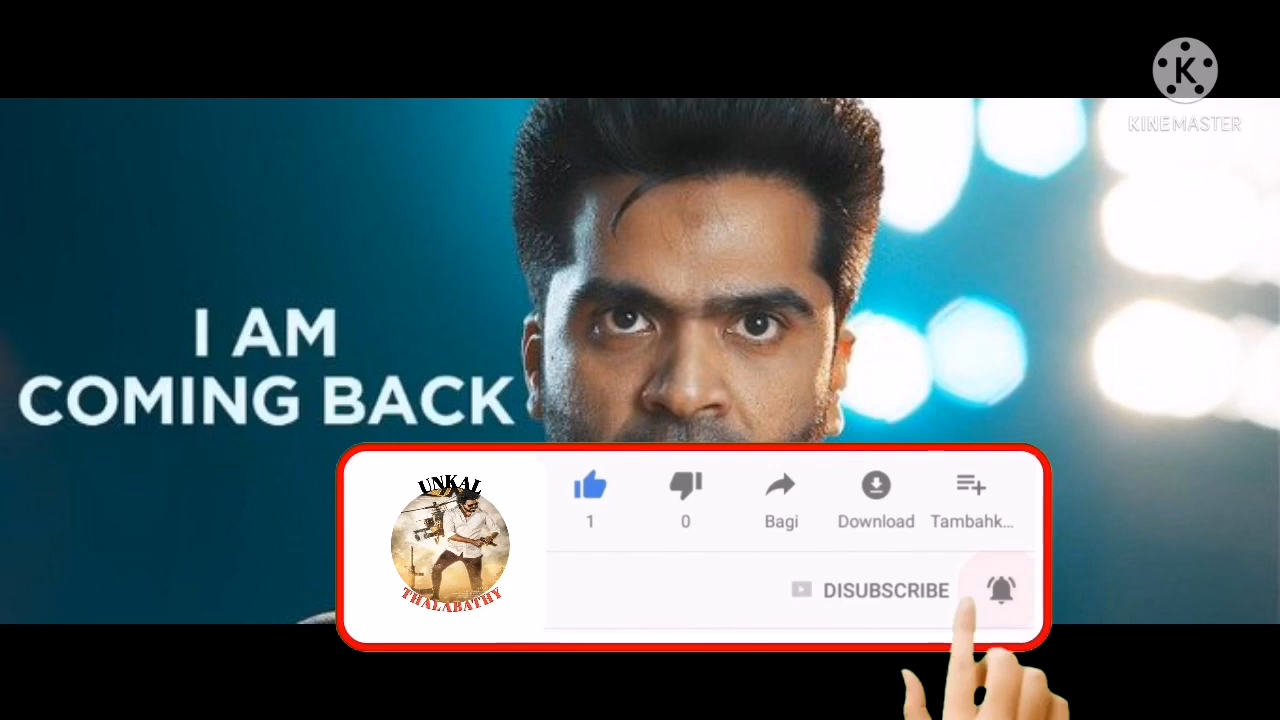 KINEMASTER
I AM
COMING BACK
UNKAL
THALABATHY
1
0
Bagi
Download
Tambahk...
DISUBSCRIBE